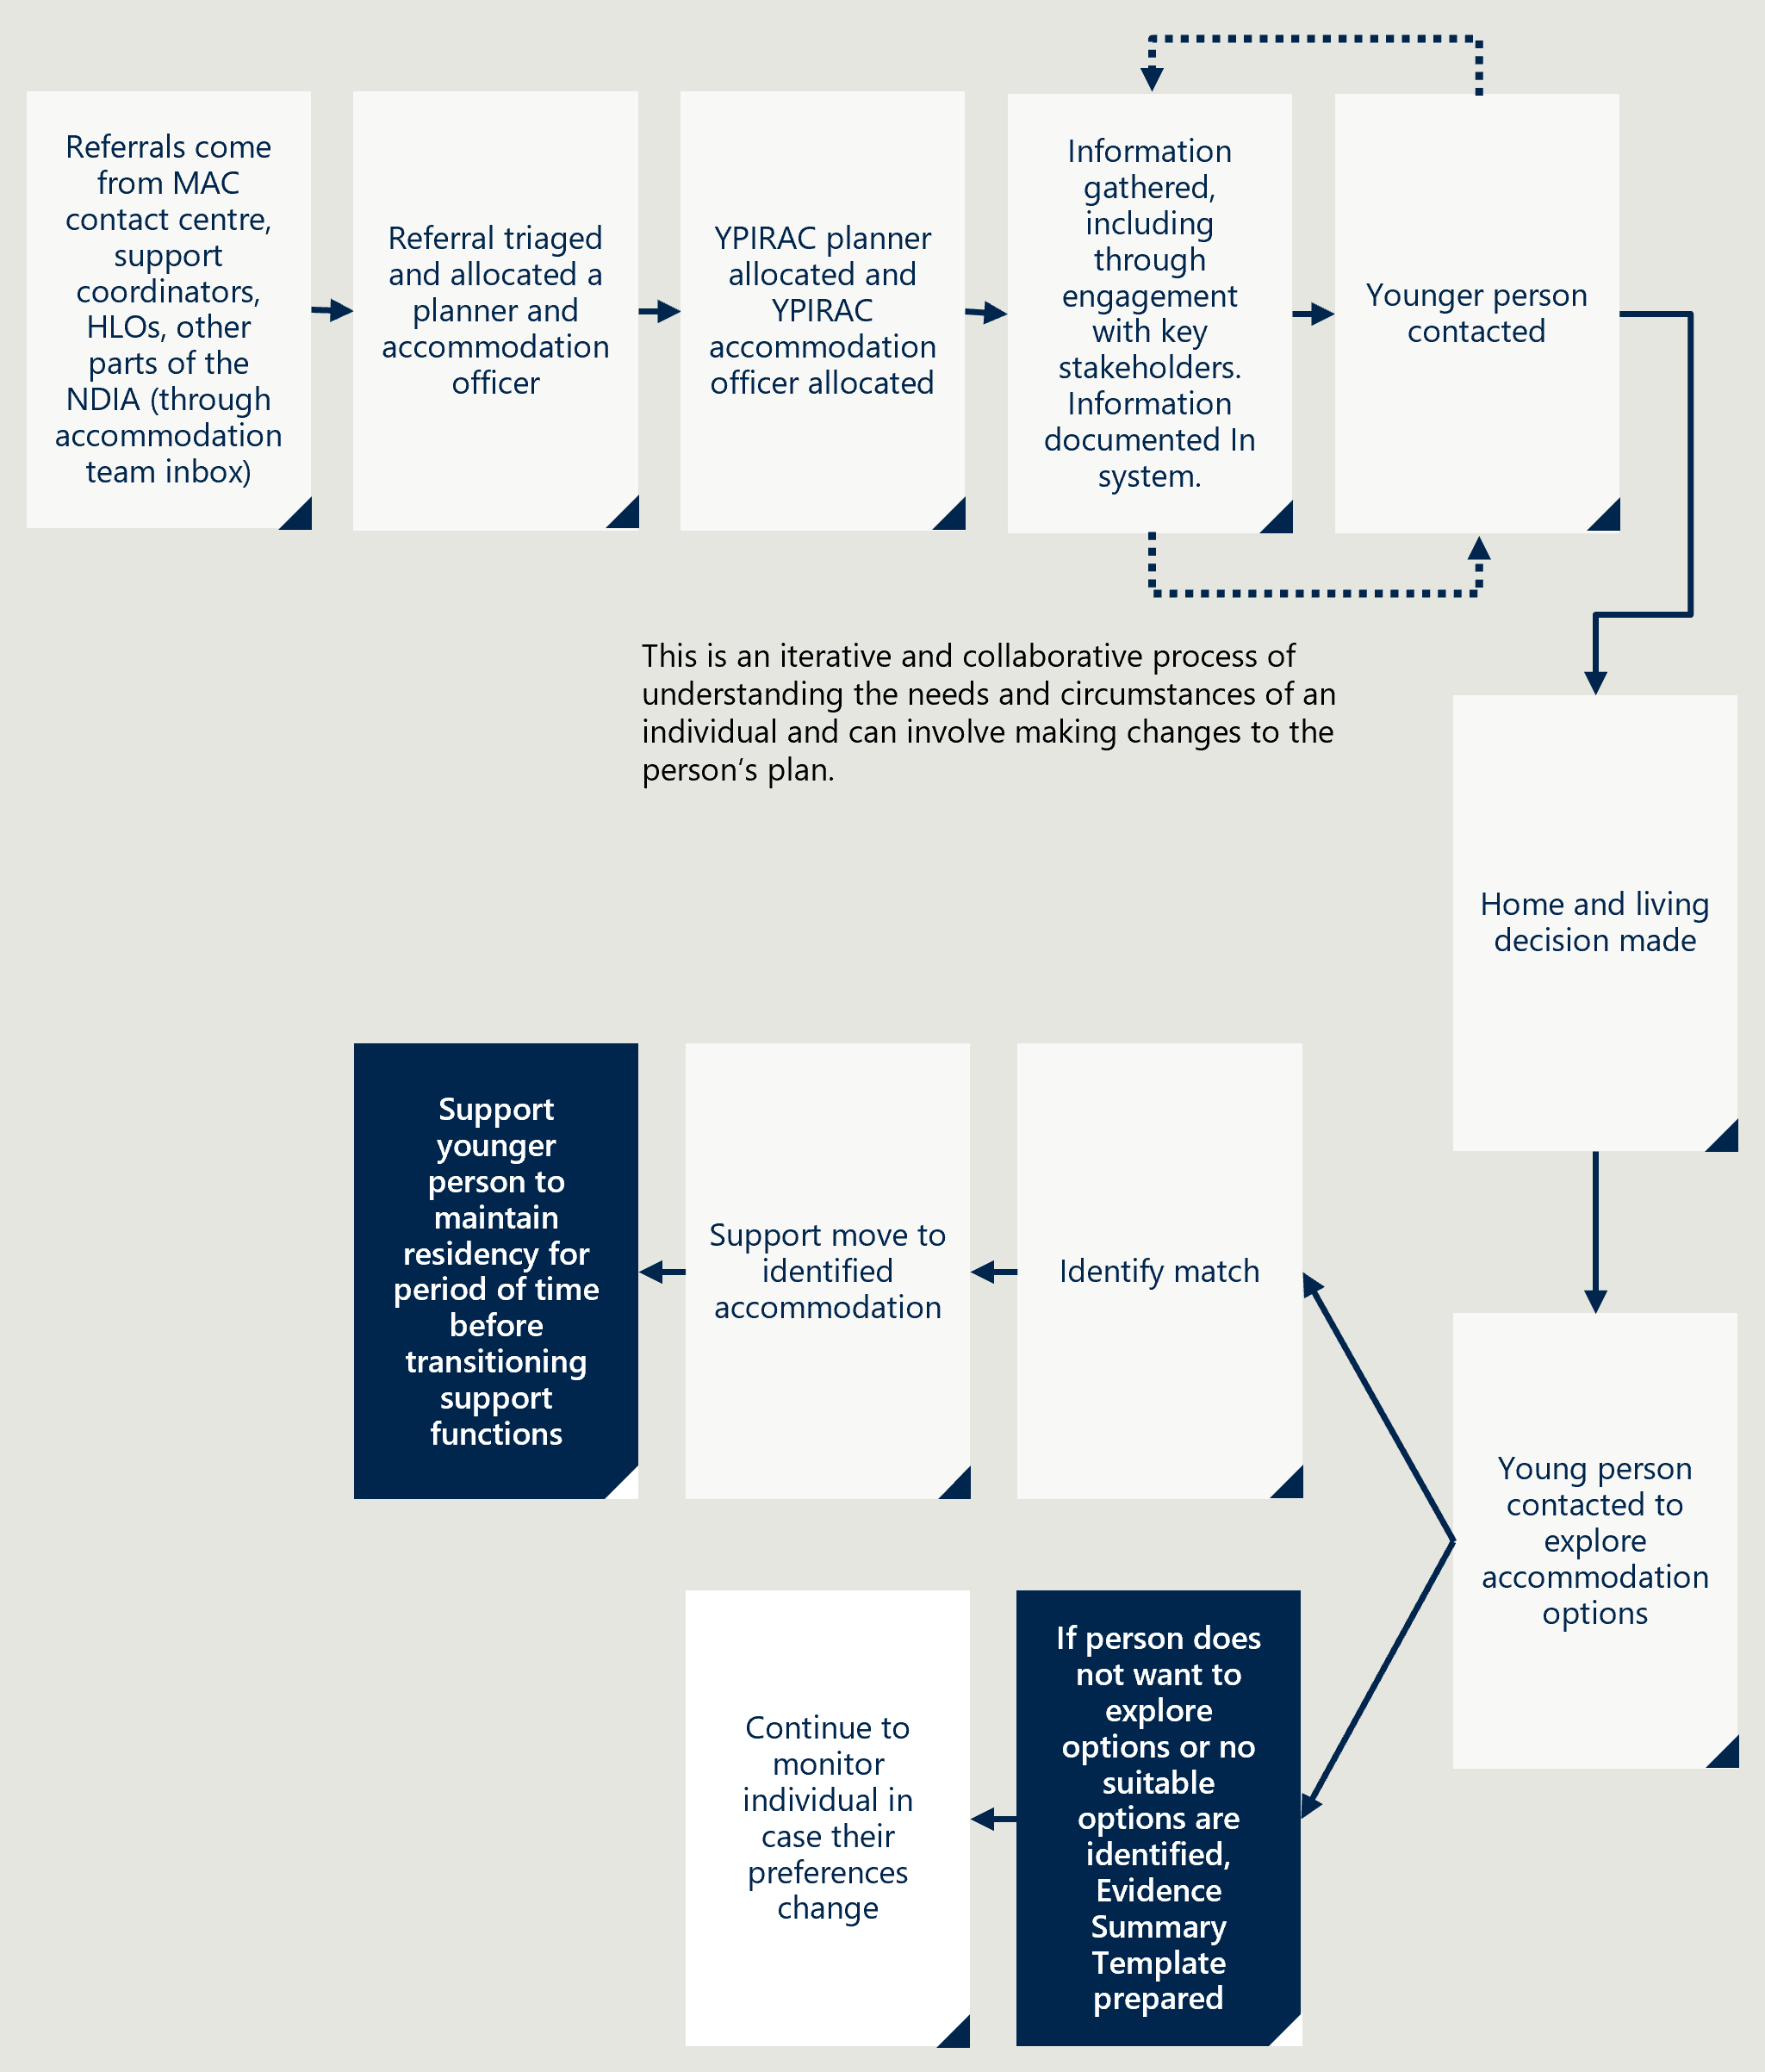 Referrals come
from MAC
contact centre,
support
coordinators,
HLOs, other
parts of the
NDIA (through
accommodation
team inbox)
Referral triaged
and allocated a
planner and
accommodation
officer
YPIRAC planner
allocated and
YPIRAC
accommodation
officer allocated
Information
gathered,
including
through
engagement
with key
stakeholders.
Information
documented In
system.
Younger person
contacted
This is an iterative and collaborative process of
understanding the needs and circumstances of an
individual and can involve making changes to the
person’s plan.
Home and living
decision made
Young person
contacted to
explore
accommodation
options
Identify match
Support move to
identified
accommodation
Support
younger
person to
maintain
residency for
period of time
before
transitioning
support
functions
If person does
not want to
explore
options or no
suitable
options are
identified,
Evidence
Summary
Template
prepared
Continue to
monitor
individual in
case their
preferences
change